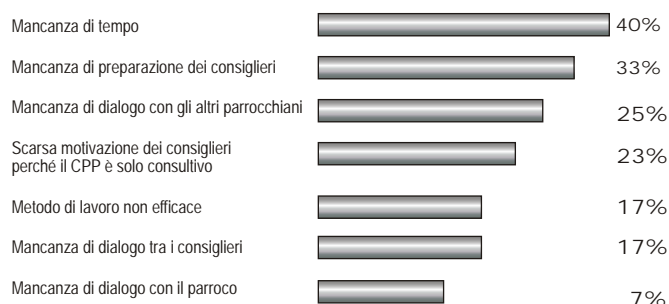 Mancanza di tempo 40%
Mancanza di preparazione dei consiglieri 33%
Mancanza di dialogo con gli altri parrocchiani 25%
Scarsa motivazione dei consiglieri
perché il CPP è solo consultivo 23%
Metodo di lavoro non efficace 17%
Mancanza di dialogo tra i consiglieri 17%
Mancanza di dialogo con il parroco 7%